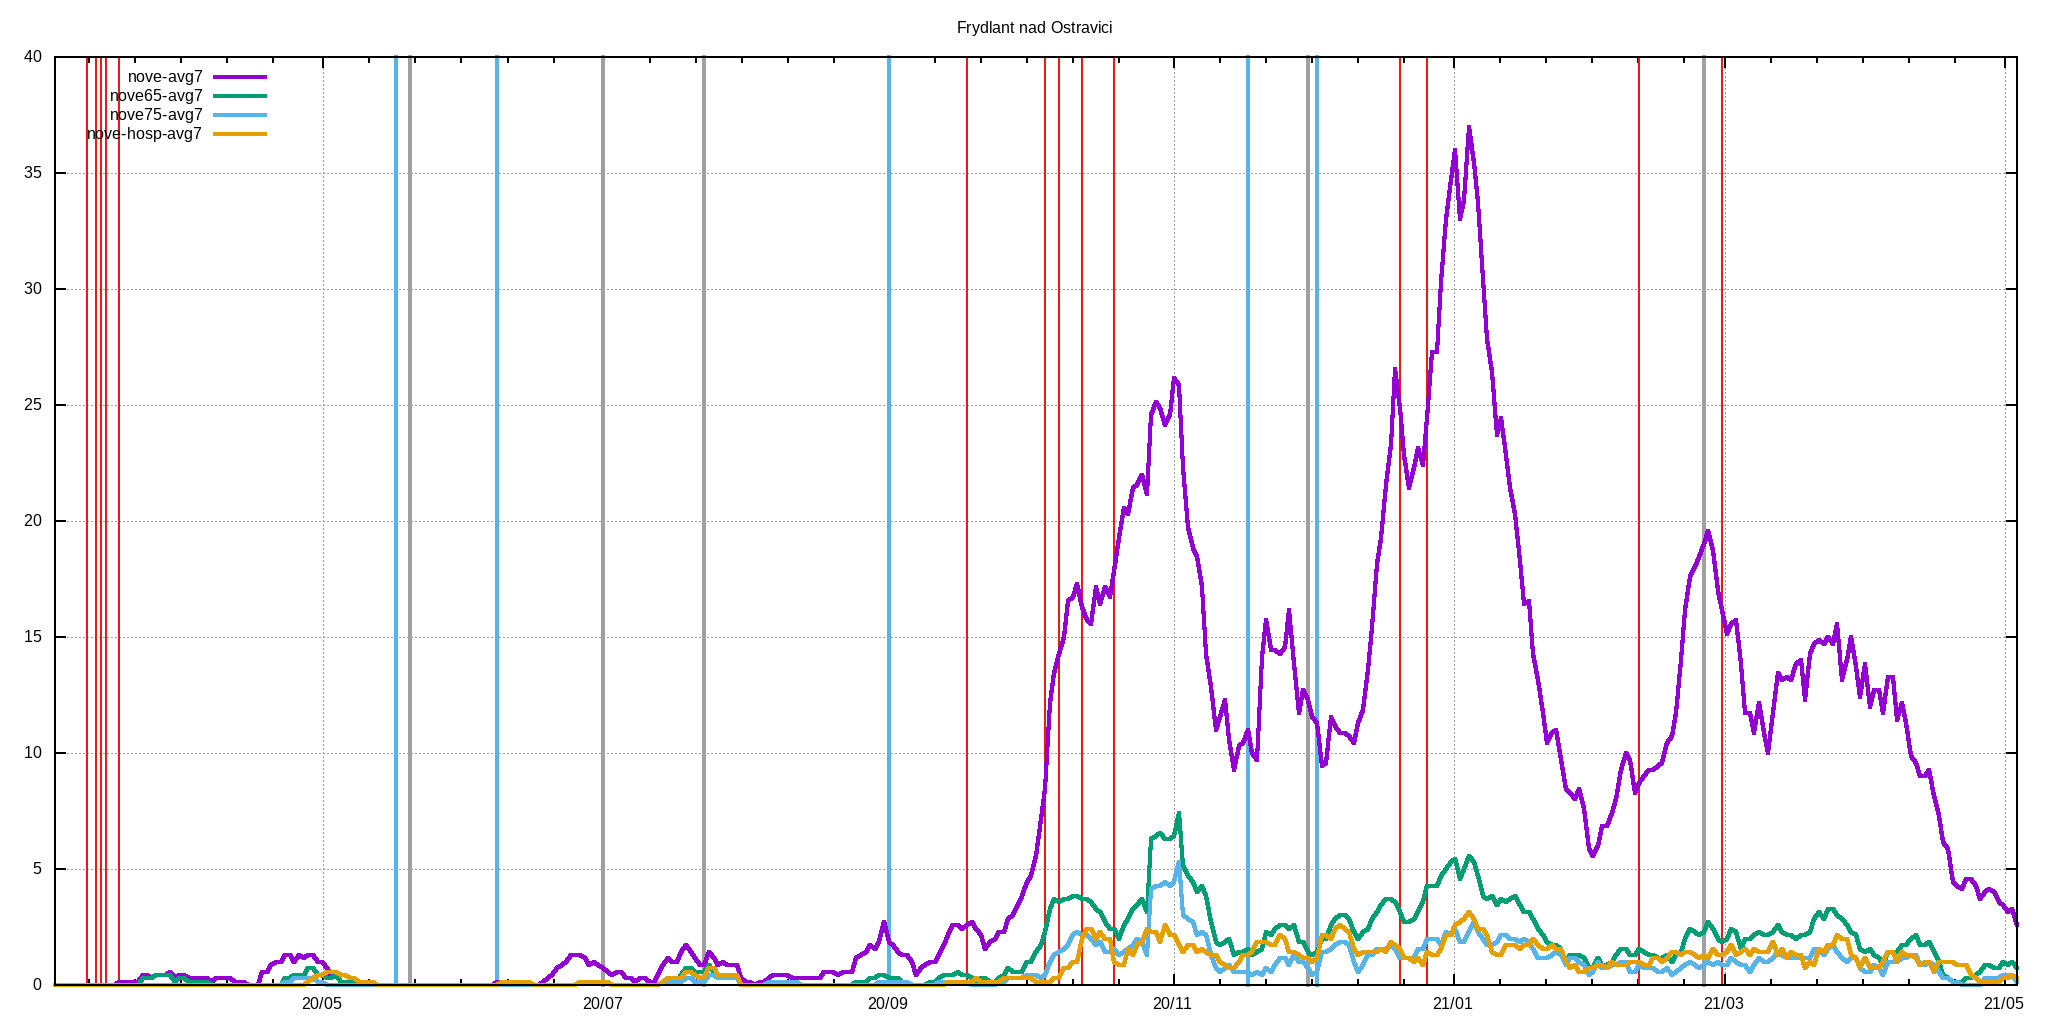 Frydlant nad Ostravici
40
nove-avg7
nove65-avg7
nove75-avg7
nove-hosp-avg7
35
30
25
20
15
10
5
0
20/05 20/07 20/09 20/11 21/01 21/03 21/05